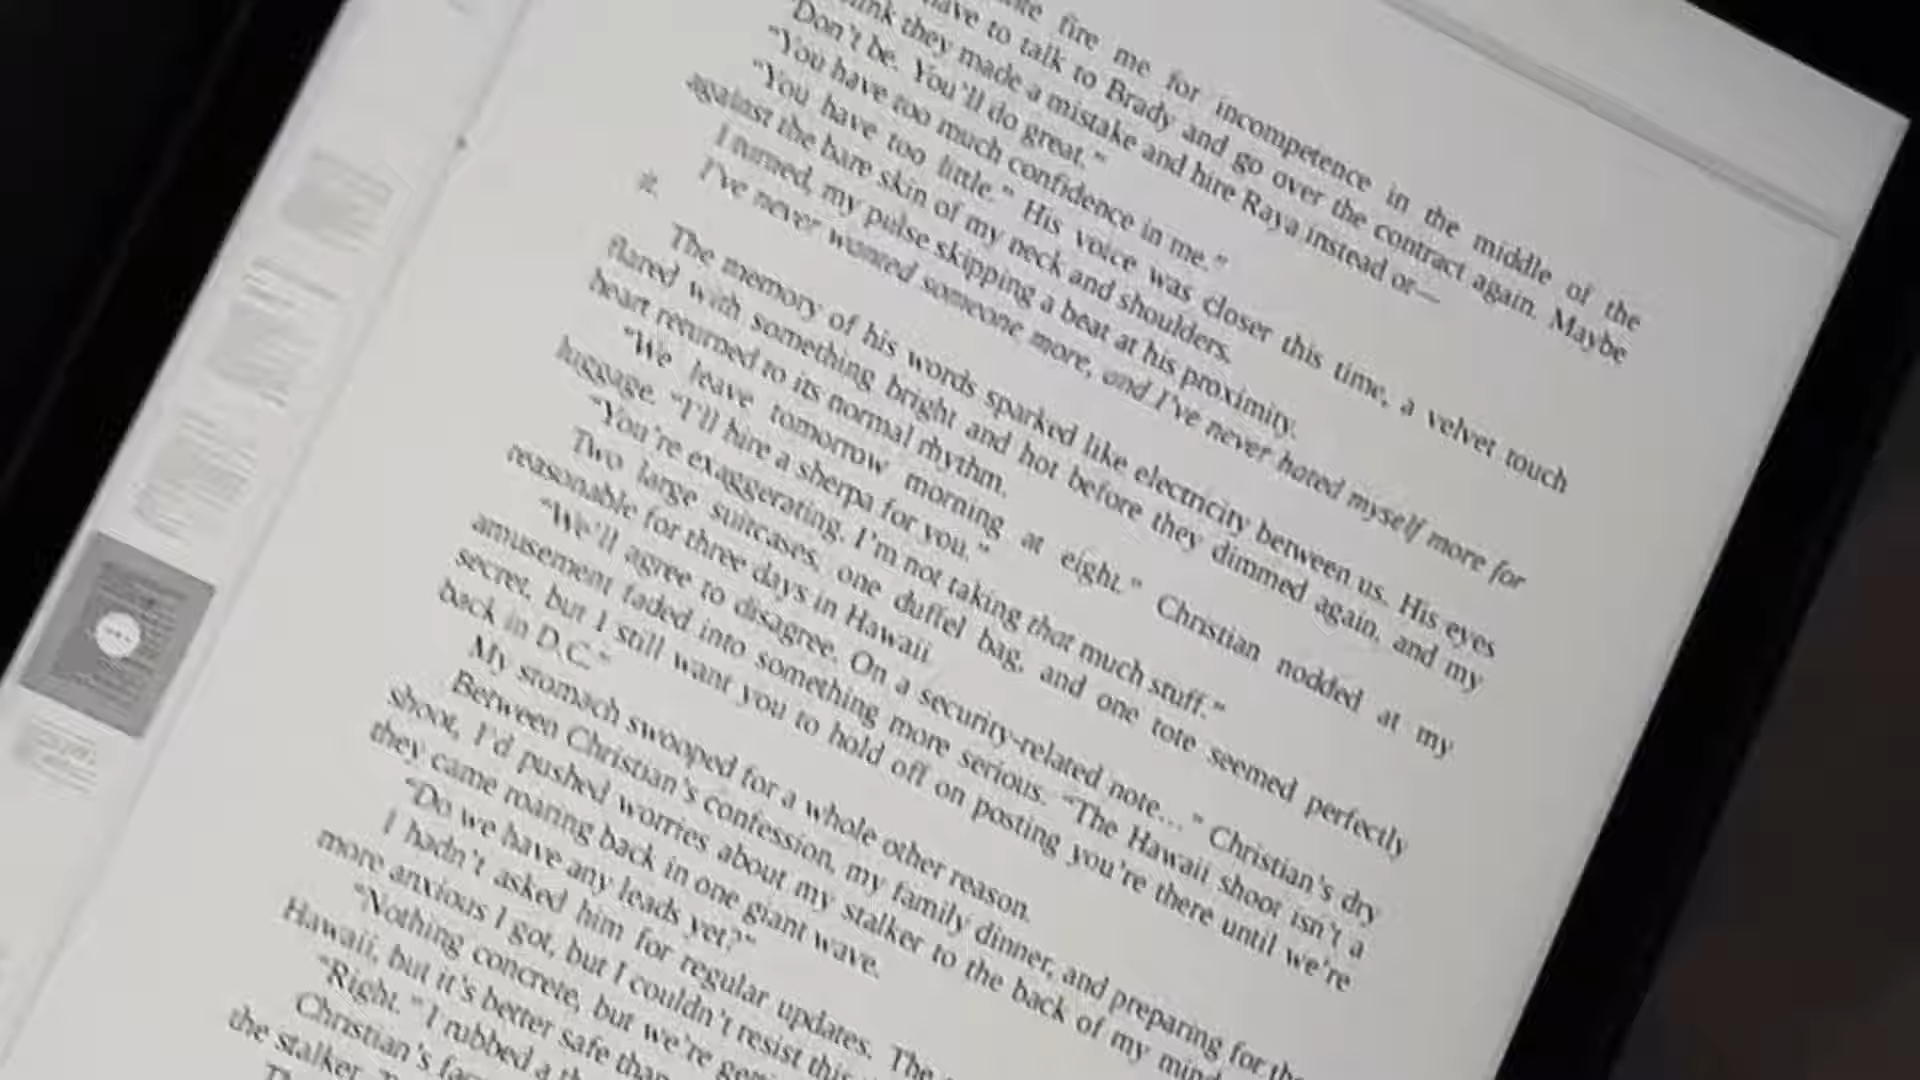 fire me for incompetence in the middle of the
have to talk to Brady and go over the contract again. Maybe
they made a mistake and hire Raya instead or—
"Don't be. You'll do great."
"You have too much confidence in me."
"You have too little." His voice was closer this time, a velvet touch
against the bare skin of my neck and shoulders.
I turned, my pulse skipping a beat at his proximity.
I've never wanted someone more, and I've never hated myself more for
it.
The memory of his words sparked like electricity between us. His eyes
flared with something bright and hot before they dimmed again, and my
heart returned to its normal rhythm.
"We leave tomorrow morning at eight." Christian nodded at my
luggage. "I'll hire a sherpa for you."
"You're exaggerating. I'm not taking that much stuff."
Two large suitcases, one duffel bag, and one tote seemed perfectly
reasonable for three days in Hawaii.
"We'll agree to disagree. On a security-related note…" Christian's dry
amusement faded into something more serious. "The Hawaii shoot isn't a
secret, but I still want you to hold off on posting you're there until we're
back in D.C."
My stomach swooped for a whole other reason.
Between Christian's confession, my family dinner, and preparing for the
shoot, I'd pushed worries about my stalker to the back of my mind
they came roaring back in one giant wave.
"Do we have any leads yet?"
I hadn't asked him for regular updates. The
more anxious I got, but I couldn't resist this
"Nothing concrete, but we're
Hawaii, but it's better safe than
"Right." I rubbed a
Christian's
the stalker.